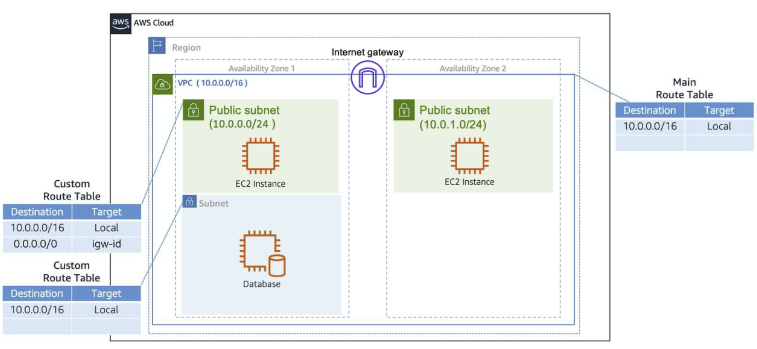 aws
AWS Cloud
Region
Internet gateway
Availability Zone 1
Availability Zone 2
VPC ( 10.0.0.0/16 )
Public subnet
(10.0.0.0/24 )
EC2 Instance
Public subnet
(10.0.1.0/24)
EC2 Instance
Subnet
Database
Main
Route Table
Destination Target
10.0.0.0/16 Local
Custom
Route Table
Destination Target
10.0.0.0/16 Local
0.0.0.0/0 igw-id
Custom
Route Table
Destination Target
10.0.0.0/16 Local